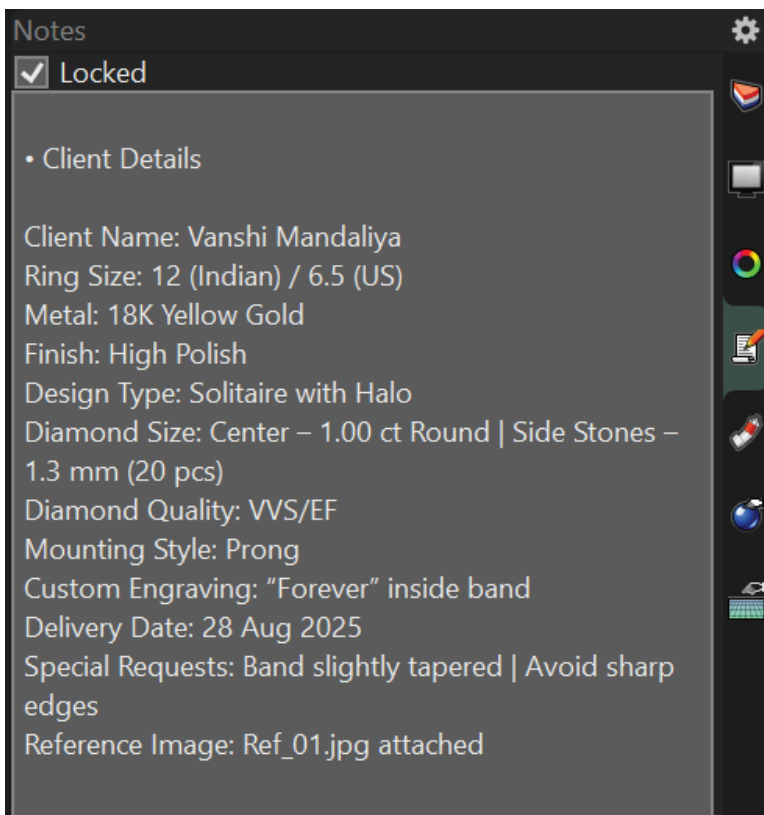 Notes
Locked
• Client Details
Client Name: Vanshi Mandaliya
Ring Size: 12 (Indian) / 6.5 (US)
Metal: 18K Yellow Gold
Finish: High Polish
Design Type: Solitaire with Halo
Diamond Size: Center – 1.00 ct Round | Side Stones –
1.3 mm (20 pcs)
Diamond Quality: VVS/EF
Mounting Style: Prong
Custom Engraving: “Forever” inside band
Delivery Date: 28 Aug 2025
Special Requests: Band slightly tapered | Avoid sharp
edges
Reference Image: Ref_01.jpg attached